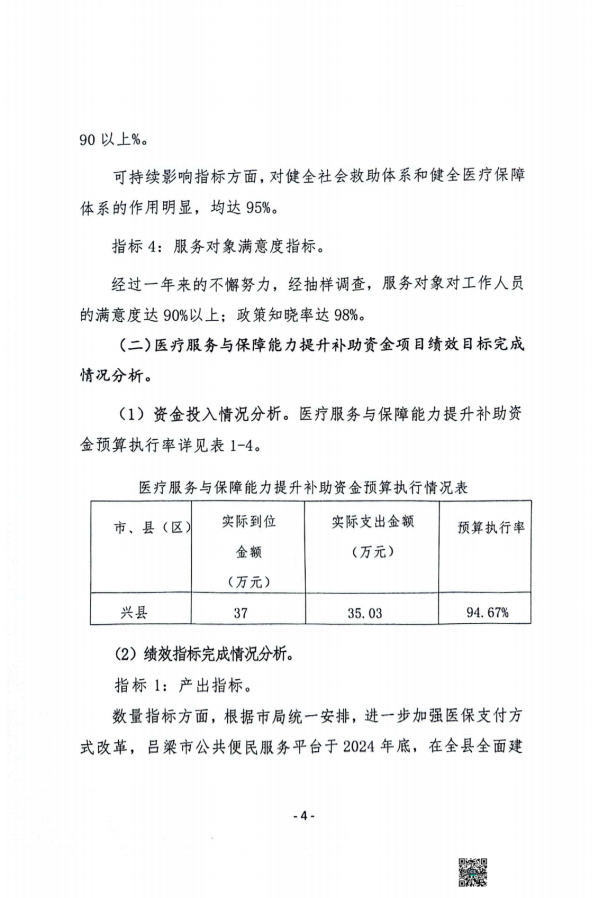 90 以上%。
可持续影响指标方面，对健全社会救助体系和健全医疗保障
体系的作用明显，均达 95%。
指标 4：服务对象满意度指标。
经过一年来的不懈努力，经抽样调查，服务对象对工作人员
的满意度达 90%以上；政策知晓率达 98%。
（二）医疗服务与保障能力提升补助资金项目绩效目标完成
情况分析。
（1）资金投入情况分析。医疗服务与保障能力提升补助资
金预算执行率详见表 1-4。
医疗服务与保障能力提升补助资金预算执行情况表
市、县（区） 实际到位 实际支出金额 预算执行率
金额 （万元）
（万元）
兴县 37 35.03 94.67%
（2）绩效指标完成情况分析。
指标 1：产出指标。
数量指标方面，根据市局统一安排，进一步加强医保支付方
式改革，吕梁市公共便民服务平台于 2024 年底，在全县全面建
- 4 -